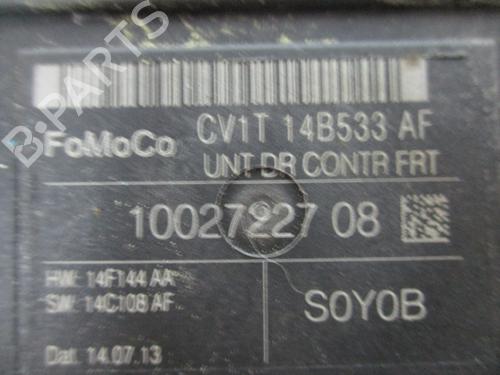 CV1T 14B533 AF
FoMoCo
UNT DR CONTR FRT
10027227 08
HW: 14F144 AA
SW: 14C108 AF
S0Y0B
Dat. 14.07.13
B-PARTS